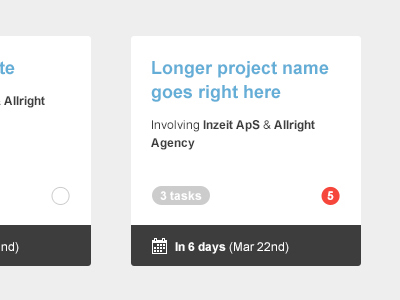 te
& Allright
nd)
Longer project name
goes right here
Involving Inzeit ApS & Allright
Agency
3 tasks
5
In 6 days (Mar 22nd)